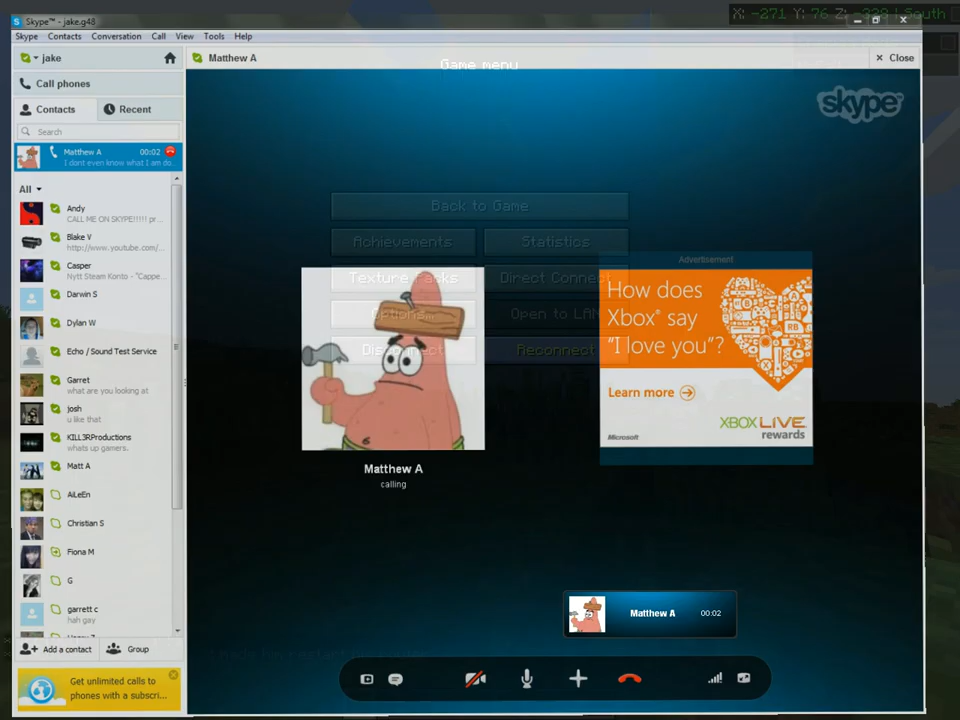 Skype™ - jake.g48
X: -271 Y: 76 Z:
South
Skype Contacts Conversation Call View Tools Help
jake
Matthew A
Game menu
Close
Call phones
Contacts
Recent
Search
skype
Matthew A 00:02
I dont even know what I am do...
All
Andy
CALL ME ON SKYPE!!!!! pr...
Blake V
http://www.youtube.com/...
Casper
Nytt Steam Konto - "Cappe...
Darwin S
Dylan W
Echo / Sound Test Service
Garret
what are you looking at
josh
u like that
KILL3RProductions
whats up gamers.
Matt A
AiLeEn
Christian S
Fiona M
G
garrett c
hah gay
Back to Game
Achievements
Statistics
Texture Packs
Direct Connect
Options...
Open to LAN
Disconnect
Reconnect
Advertisement
How does
Xbox® say
"I love you"?
Learn more
XBOX LIVE
rewards
Microsoft
Matthew A
calling
Matthew A 00:02
Add a contact
Group
Get unlimited calls to
phones with a subscri...